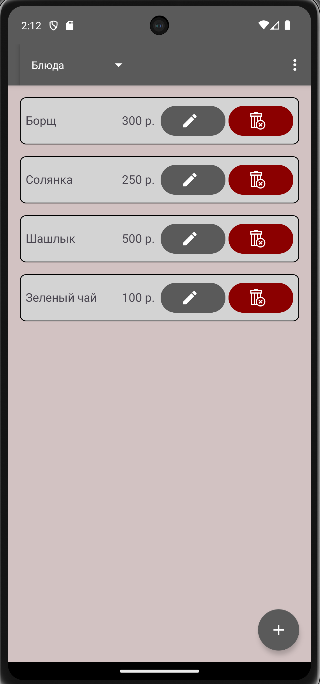 2:12
Блюда
Борщ 300 р.
Солянка 250 р.
Шашлык 500 р.
Зеленый чай 100 р.